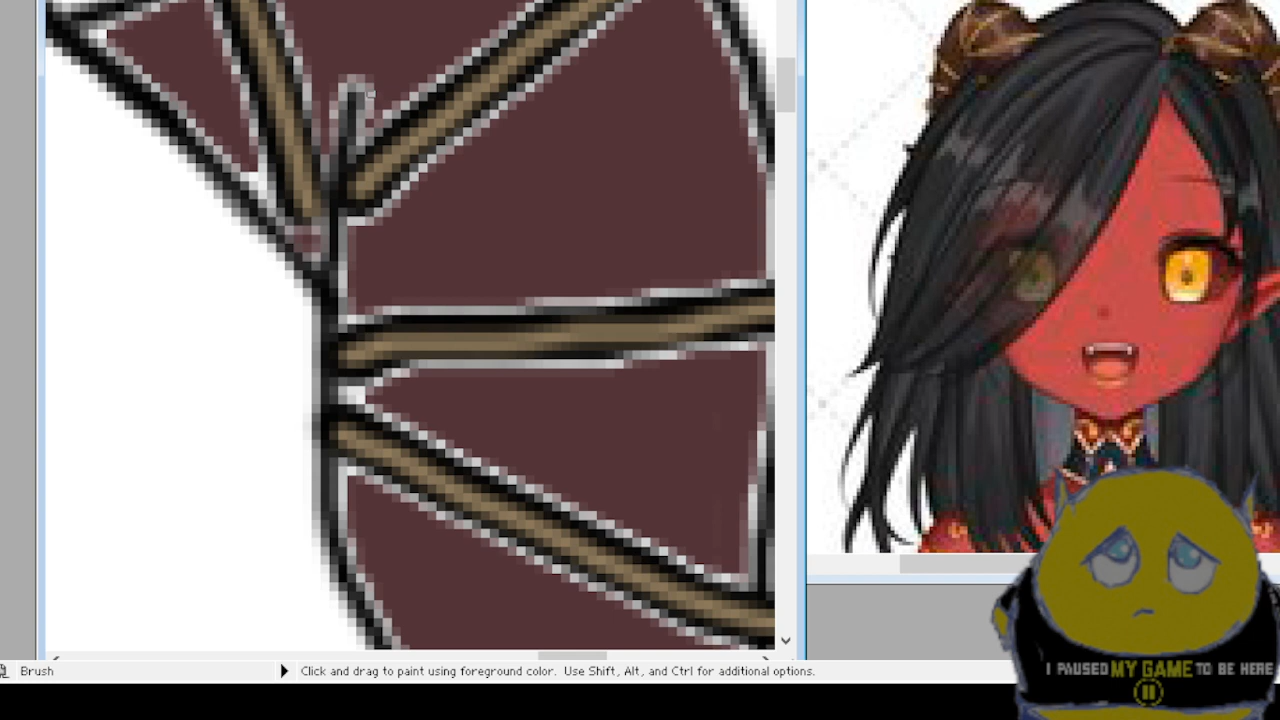 Brush
Click and drag to paint using foreground color. Use Shift, Alt, and Ctrl for additional options.
I PAUSED MY GAME TO BE HERE